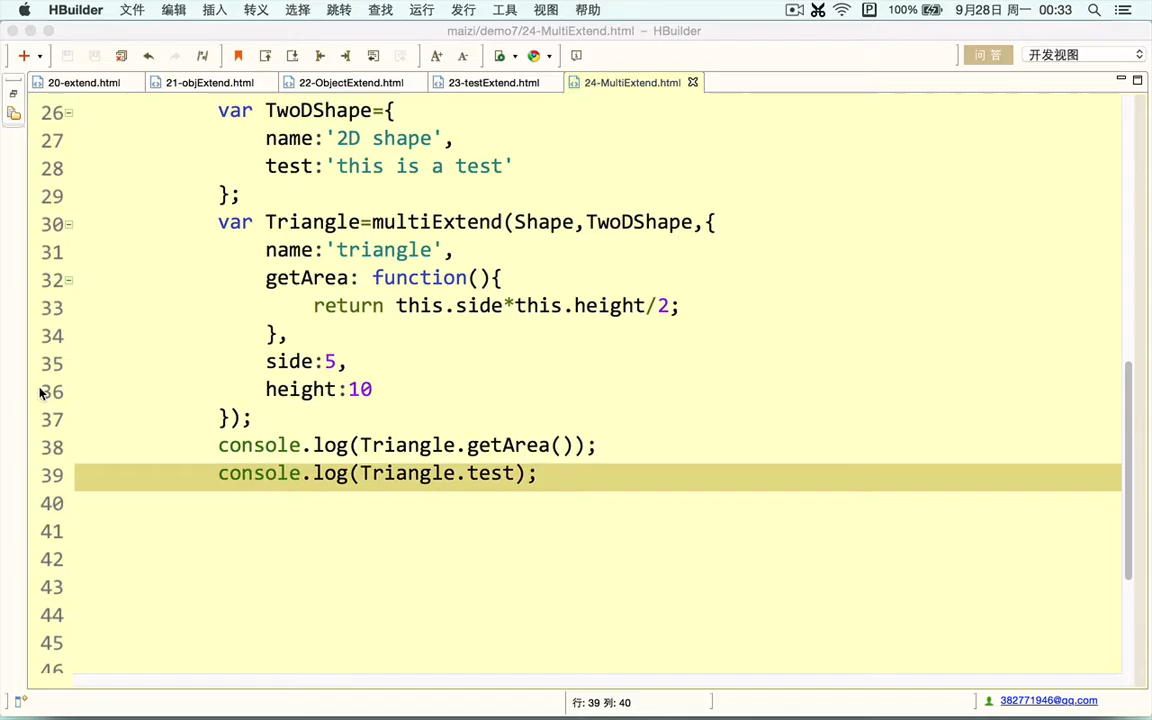 HBuilder 文件 编辑 插入 转义 选择 跳转 查找 运行 发行 工具 视图 帮助 100% 9月28日 周一 00:33
maizi/demo7/24-MultiExtend.html — HBuilder
问答 开发视图
20-extend.html 21-objExtend.html 22-ObjectExtend.html 23-testExtend.html 24-MultiExtend.html
26 var TwoDShape={
27 name:'2D shape',
28 test:'this is a test'
29 };
30 var Triangle=multiExtend(Shape,TwoDShape,{
31 name:'triangle',
32 getArea: function(){
33 return this.side*this.height/2;
34 },
35 side:5,
36 height:10
37 });
38 console.log(Triangle.getArea());
39 console.log(Triangle.test);
40
41
42
43
44
45
46
行: 39 列: 40 382771946@qq.com